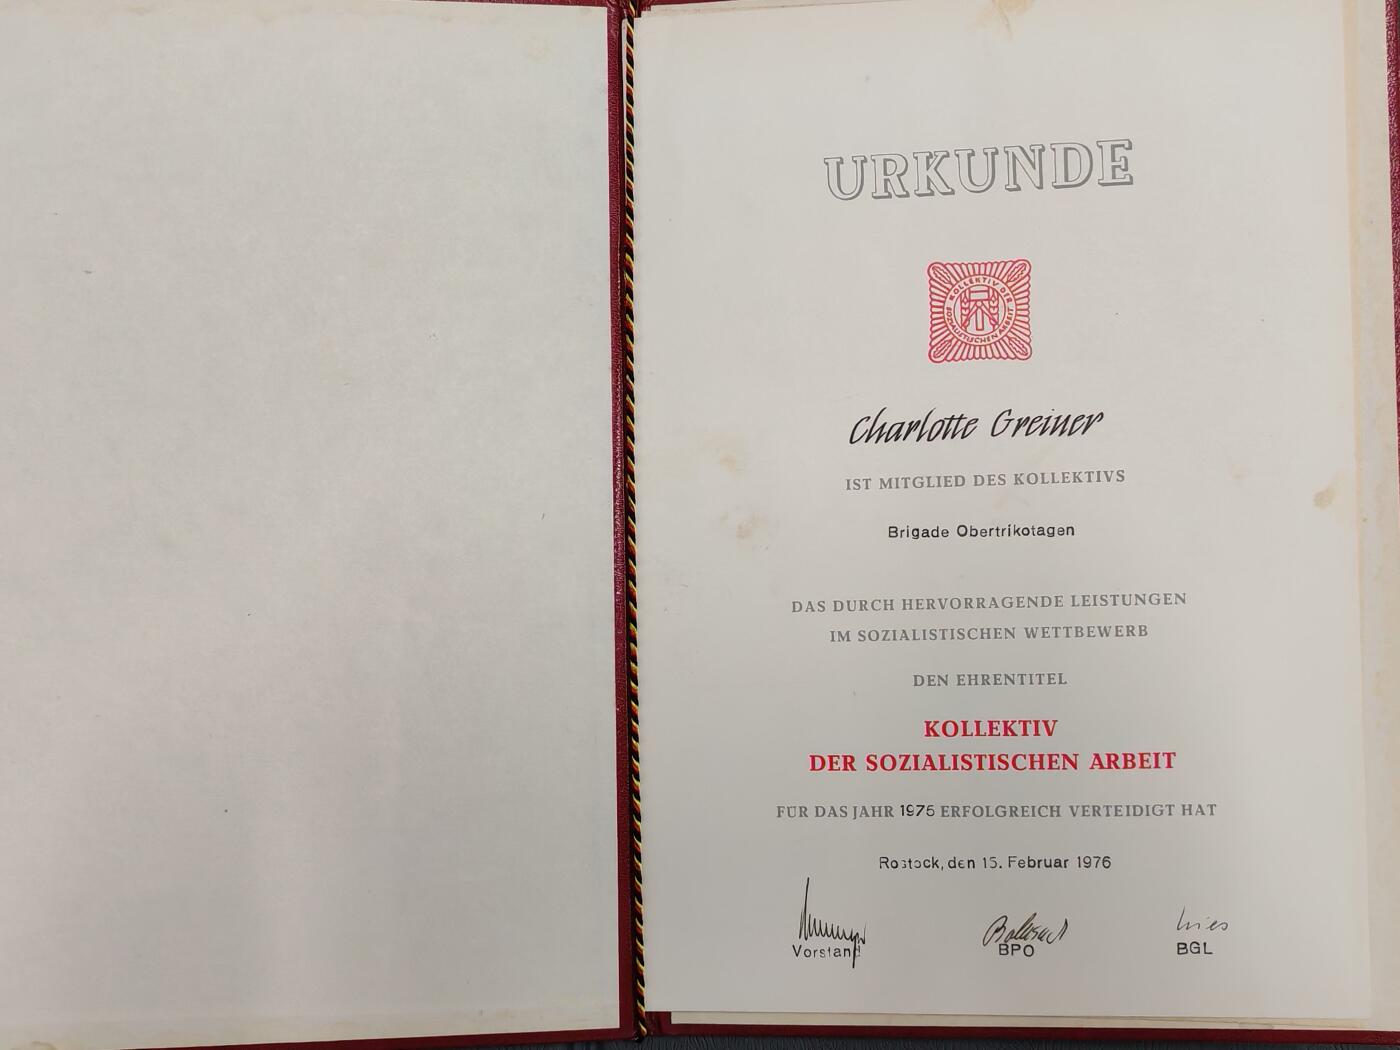 URKUNDE
KOLLEKTIV DER
SOZIALISTISCHEN ARBEIT
Charlotte Greiner
IST MITGLIED DES KOLLEKTIVS
Brigade Obertrikotagen
DAS DURCH HERVORRAGENDE LEISTUNGEN
IM SOZIALISTISCHEN WETTBEWERB
DEN EHRENTITEL
KOLLEKTIV
DER SOZIALISTISCHEN ARBEIT
FÜR DAS JAHR 1975 ERFOLGREICH VERTEIDIGT HAT
Rostock, den 15. Februar 1976
Vorstand
BPO
BGL